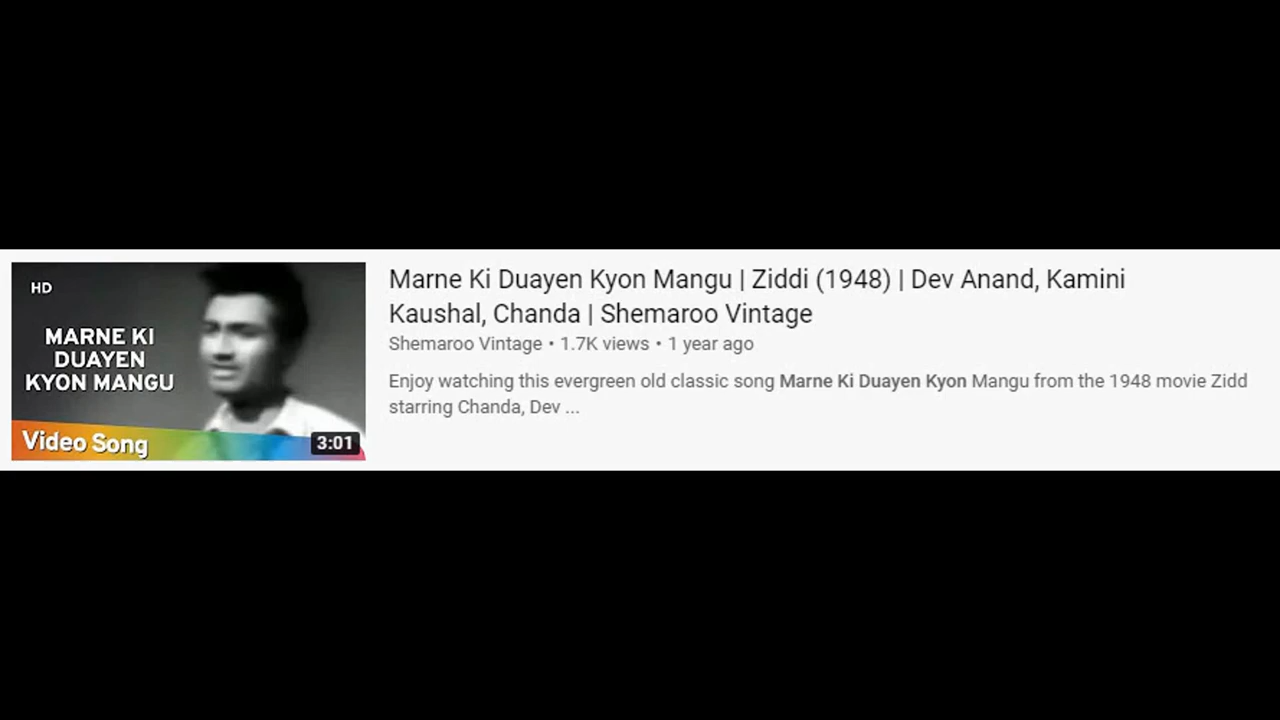 HD
MARNE KI
DUAYEN
KYON MANGU
Video Song
3:01
Marne Ki Duayen Kyon Mangu | Ziddi (1948) | Dev Anand, Kamini
Kaushal, Chanda | Shemaroo Vintage
Shemaroo Vintage • 1.7K views • 1 year ago
Enjoy watching this evergreen old classic song Marne Ki Duayen Kyon Mangu from the 1948 movie Zidd
starring Chanda, Dev ...